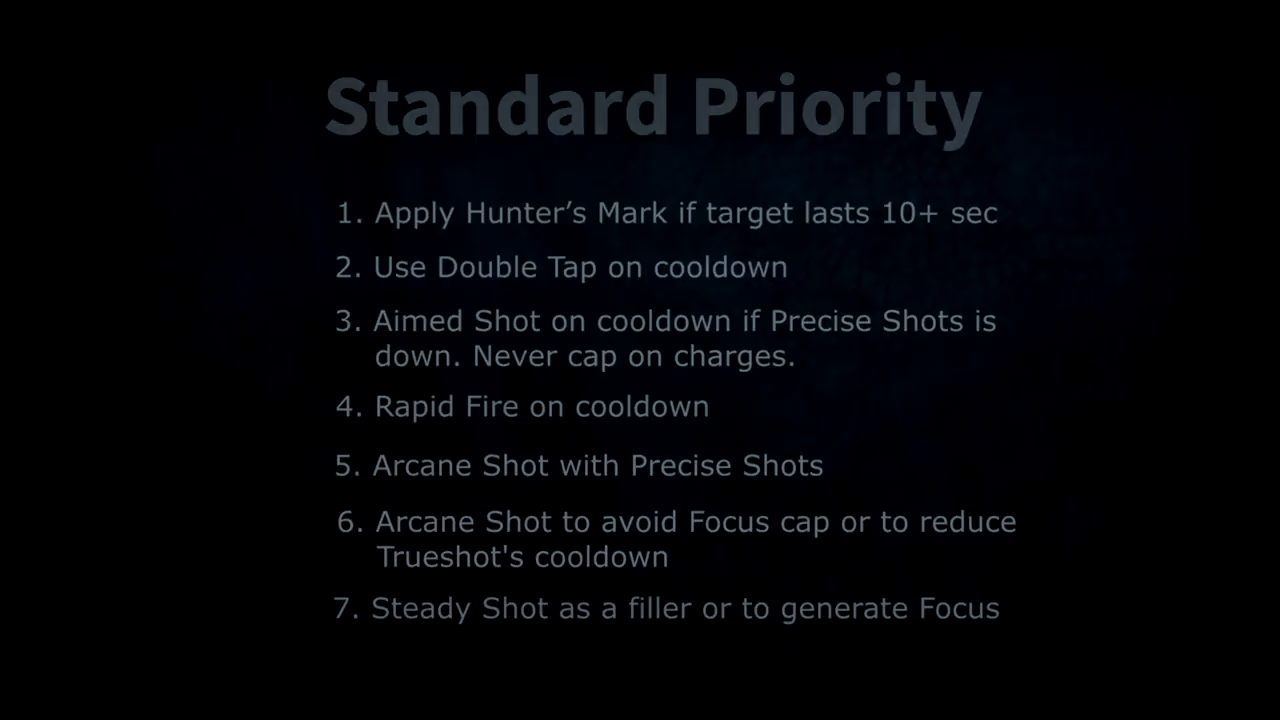 Standard Priority
1. Apply Hunter’s Mark if target lasts 10+ sec
2. Use Double Tap on cooldown
3. Aimed Shot on cooldown if Precise Shots is
down. Never cap on charges.
4. Rapid Fire on cooldown
5. Arcane Shot with Precise Shots
6. Arcane Shot to avoid Focus cap or to reduce
Trueshot's cooldown
7. Steady Shot as a filler or to generate Focus